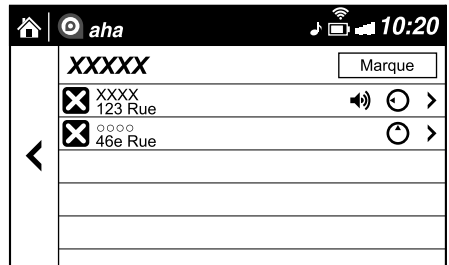 aha 10:20
XXXXX Marque
XXXX
123 Rue
○○○○
46e Rue